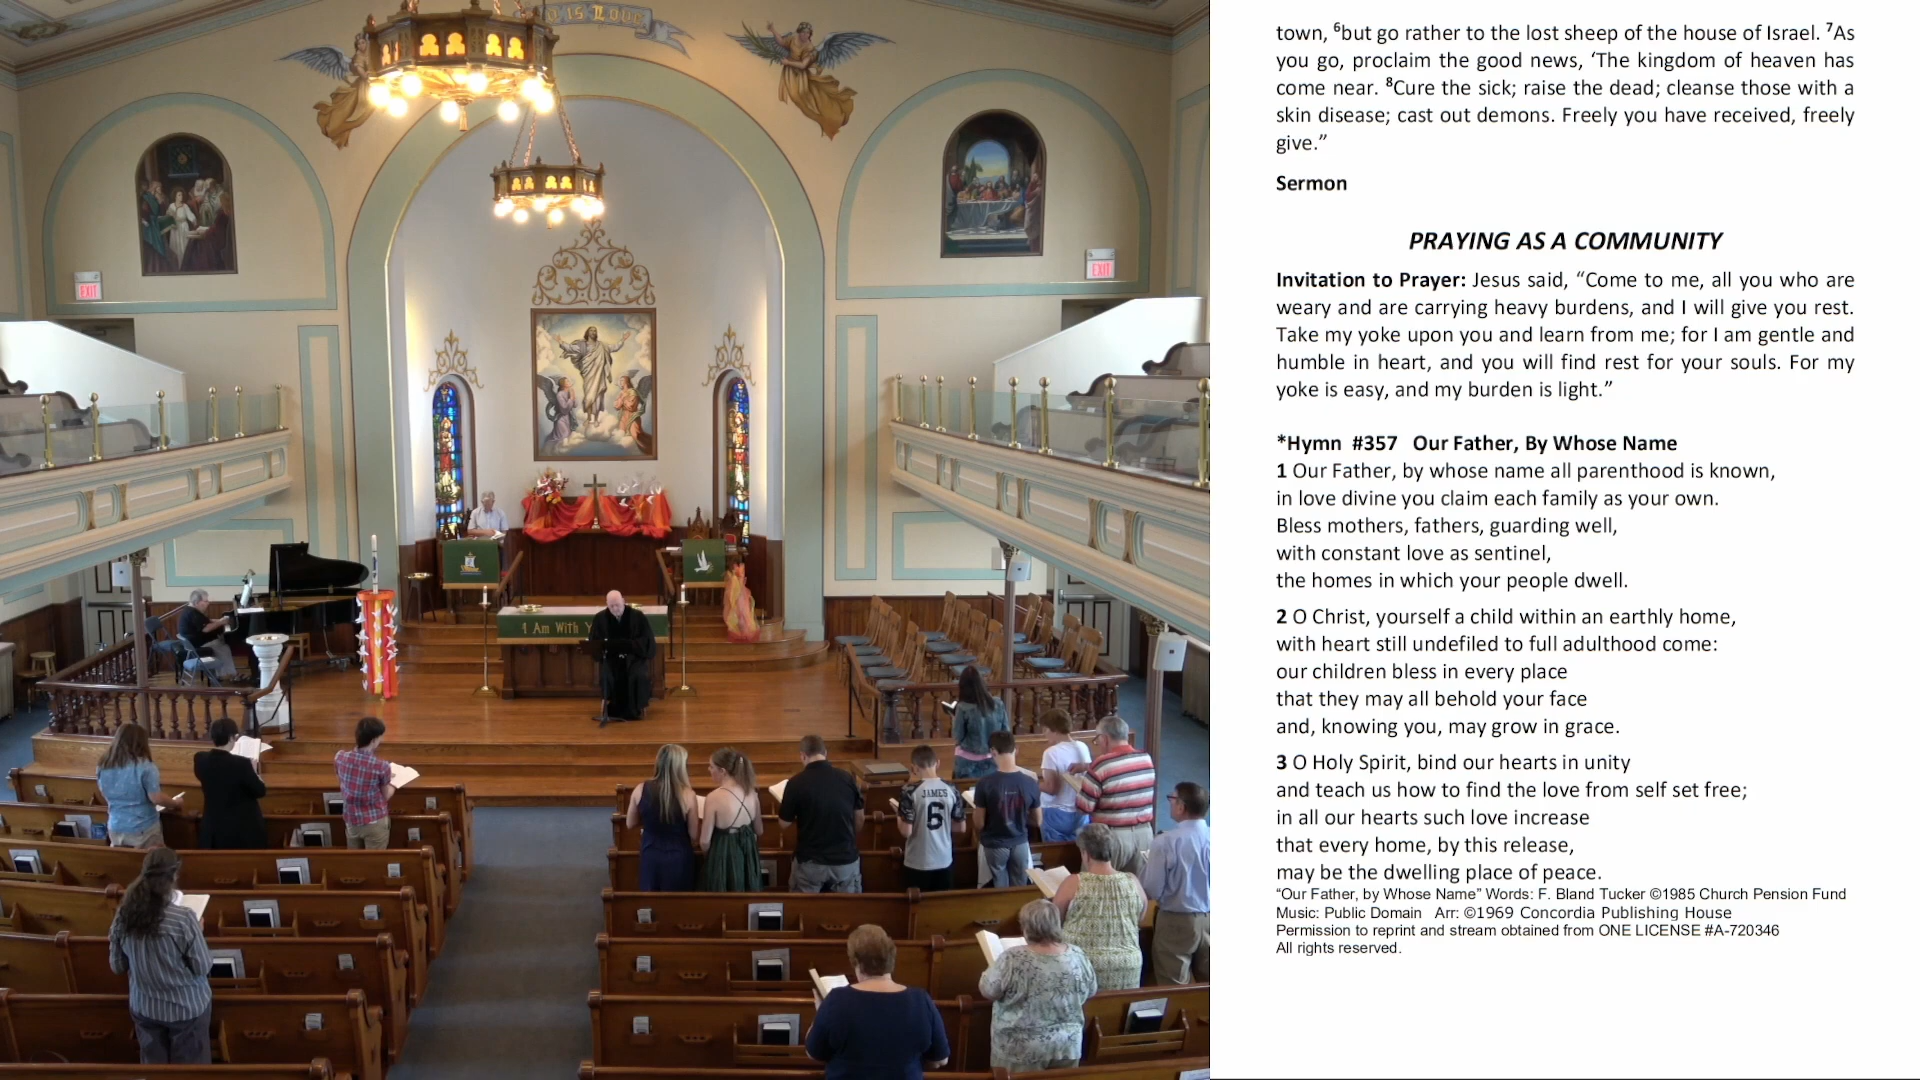 is Love
EXIT
EXIT
I Am With Y
JAMES
6
town, ⁶but go rather to the lost sheep of the house of Israel. ⁷As
you go, proclaim the good news, ‘The kingdom of heaven has
come near. ⁸Cure the sick; raise the dead; cleanse those with a
skin disease; cast out demons. Freely you have received, freely
give.”
Sermon
PRAYING AS A COMMUNITY
Invitation to Prayer: Jesus said, “Come to me, all you who are
weary and are carrying heavy burdens, and I will give you rest.
Take my yoke upon you and learn from me; for I am gentle and
humble in heart, and you will find rest for your souls. For my
yoke is easy, and my burden is light.”
*Hymn #357 Our Father, By Whose Name
1 Our Father, by whose name all parenthood is known,
in love divine you claim each family as your own.
Bless mothers, fathers, guarding well,
with constant love as sentinel,
the homes in which your people dwell.
2 O Christ, yourself a child within an earthly home,
with heart still undefiled to full adulthood come:
our children bless in every place
that they may all behold your face
and, knowing you, may grow in grace.
3 O Holy Spirit, bind our hearts in unity
and teach us how to find the love from self set free;
in all our hearts such love increase
that every home, by this release,
may be the dwelling place of peace.
“Our Father, by Whose Name” Words: F. Bland Tucker ©1985 Church Pension Fund
Music: Public Domain Arr: ©1969 Concordia Publishing House
Permission to reprint and stream obtained from ONE LICENSE #A-720346
All rights reserved.